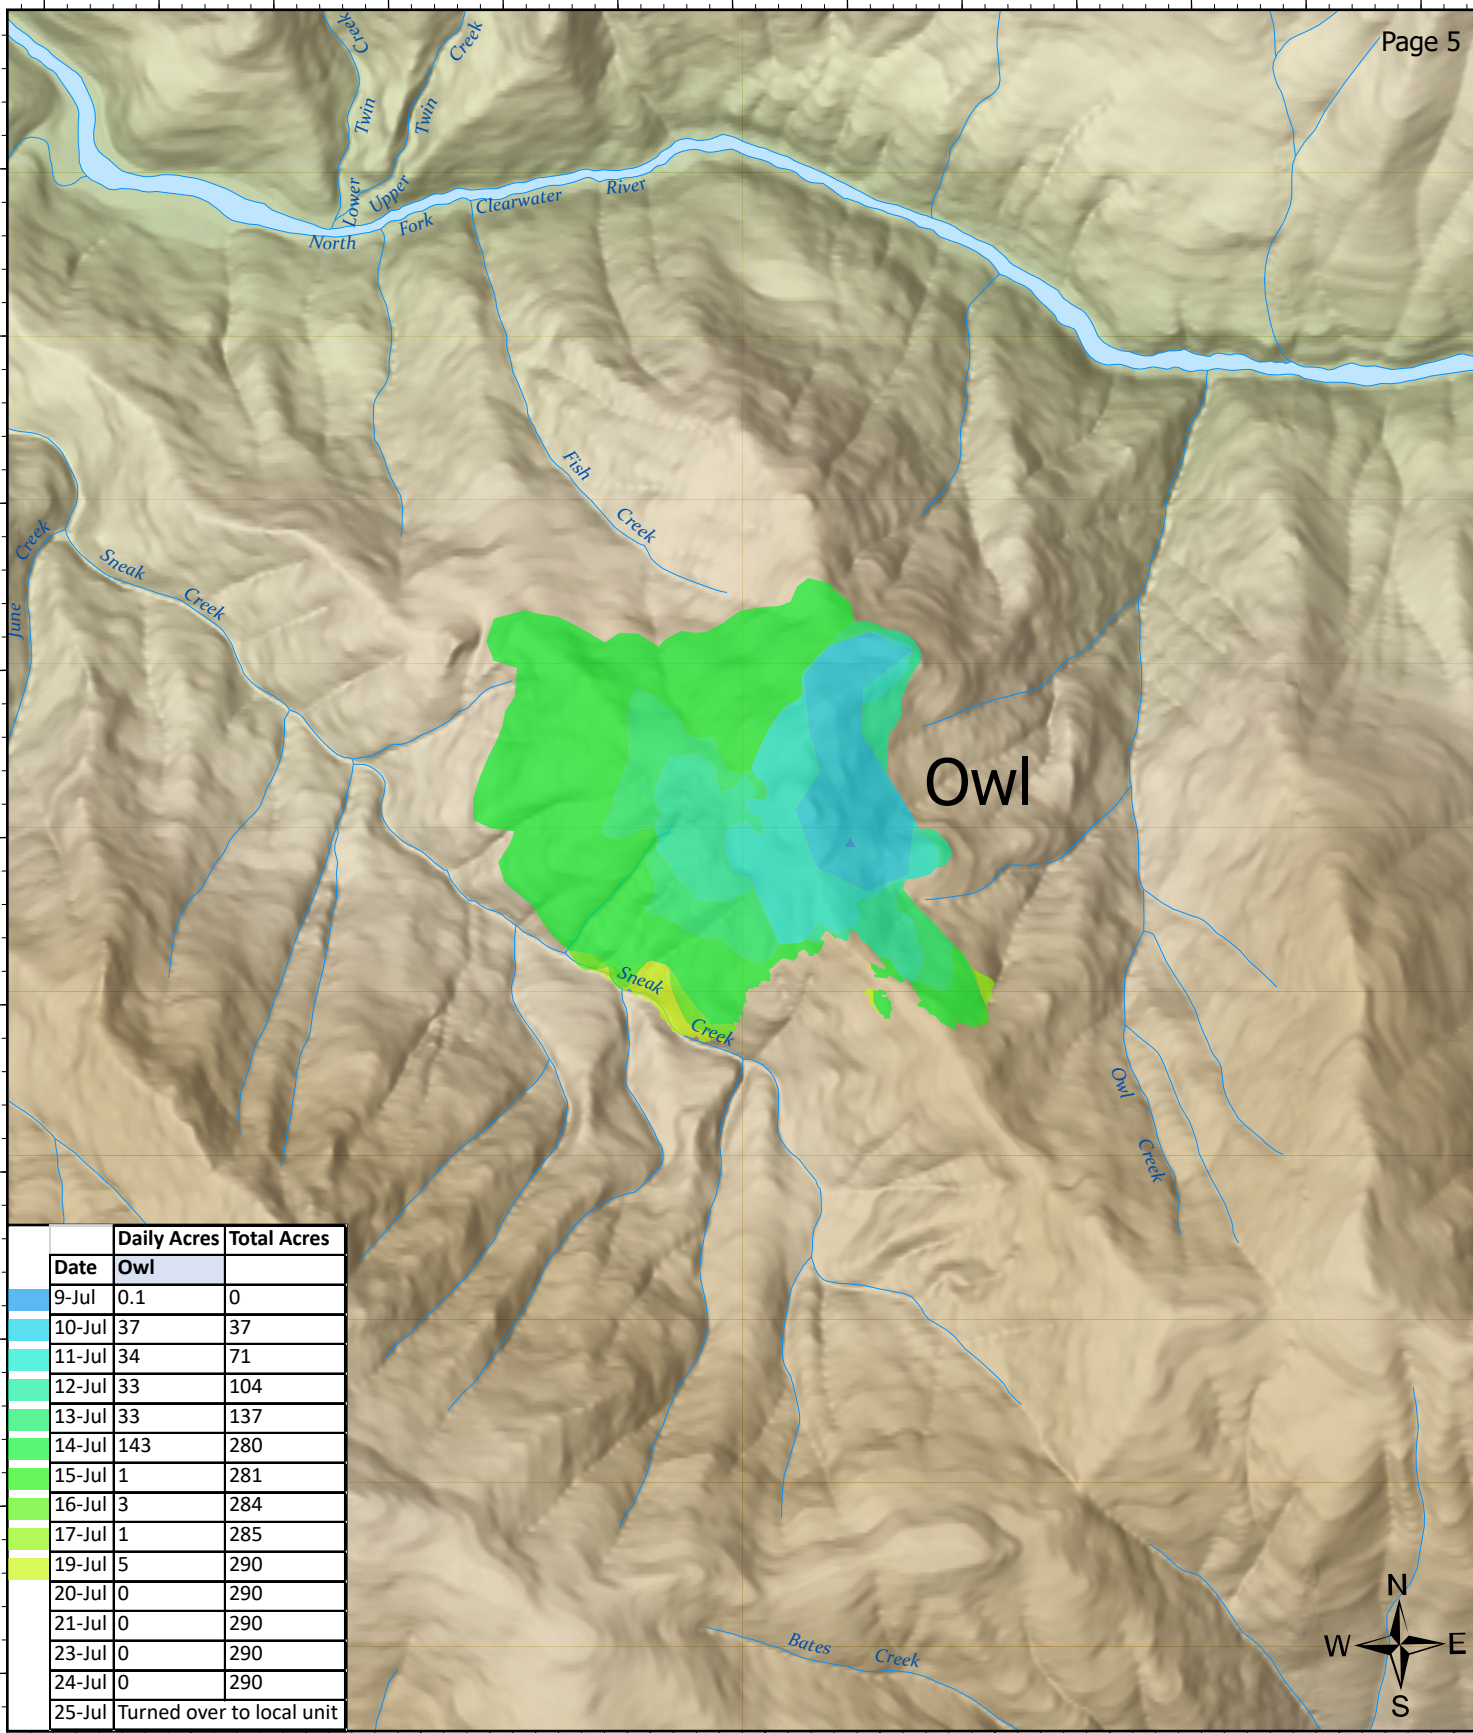 Page 5
Creek
Creek
Twin
Twin
Lower
Upper
North
Fork
Clearwater
River
Fish
Creek
Creek
June
Sneak
Creek
Owl
Sneak
Creek
Owl
Creek
Daily Acres Total Acres
Date Owl
9-Jul 0.1 0
10-Jul 37 37
11-Jul 34 71
12-Jul 33 104
13-Jul 33 137
14-Jul 143 280
15-Jul 1 281
16-Jul 3 284
17-Jul 1 285
19-Jul 5 290
20-Jul 0 290
21-Jul 0 290
23-Jul 0 290
24-Jul 0 290
25-Jul Turned over to local unit
Bates
Creek
N
W E
S